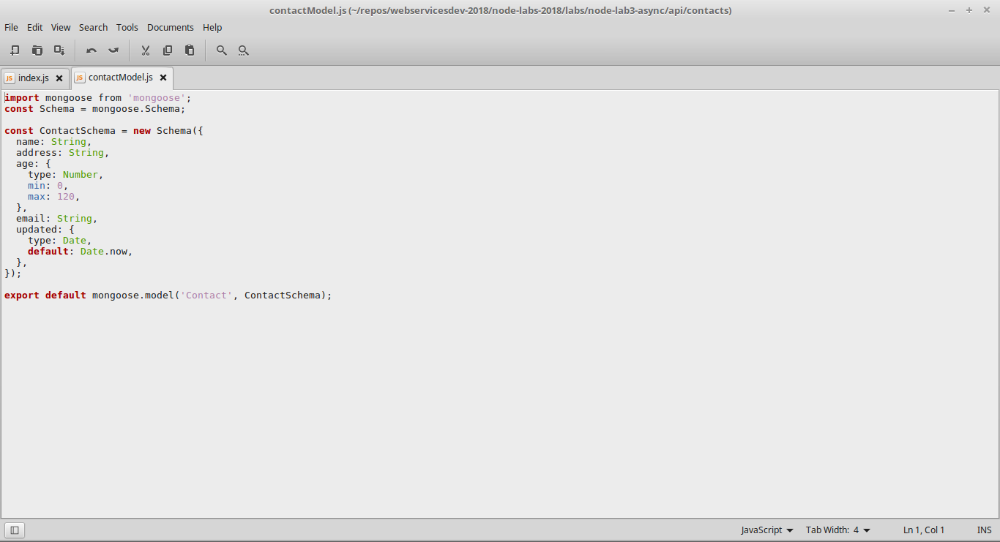 contactModel.js (~/repos/webservicesdev-2018/node-labs-2018/labs/node-lab3-async/api/contacts)
File Edit View Search Tools Documents Help
JS index.js JS contactModel.js
import mongoose from 'mongoose';
const Schema = mongoose.Schema;

const ContactSchema = new Schema({
  name: String,
  address: String,
  age: {
    type: Number,
    min: 0,
    max: 120,
  },
  email: String,
  updated: {
    type: Date,
    default: Date.now,
  },
});

export default mongoose.model('Contact', ContactSchema);
JavaScript Tab Width: 4 Ln 1, Col 1 INS